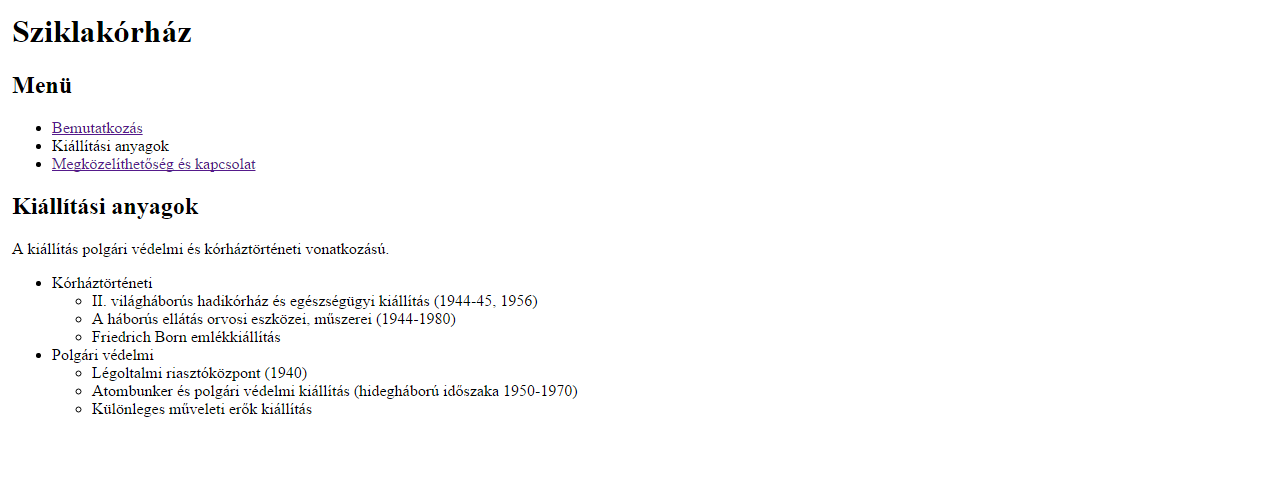 Sziklakórház
Menü
Bemutatkozás
Kiállítási anyagok
Megközelíthetőség és kapcsolat
Kiállítási anyagok
A kiállítás polgári védelmi és kórháztörténeti vonatkozású.
Kórháztörténeti
II. világháborús hadikórház és egészségügyi kiállítás (1944-45, 1956)
A háborús ellátás orvosi eszközei, műszerei (1944-1980)
Friedrich Born emlékkiállítás
Polgári védelmi
Légoltalmi riasztóközpont (1940)
Atombunker és polgári védelmi kiállítás (hidegháború időszaka 1950-1970)
Különleges műveleti erők kiállítás